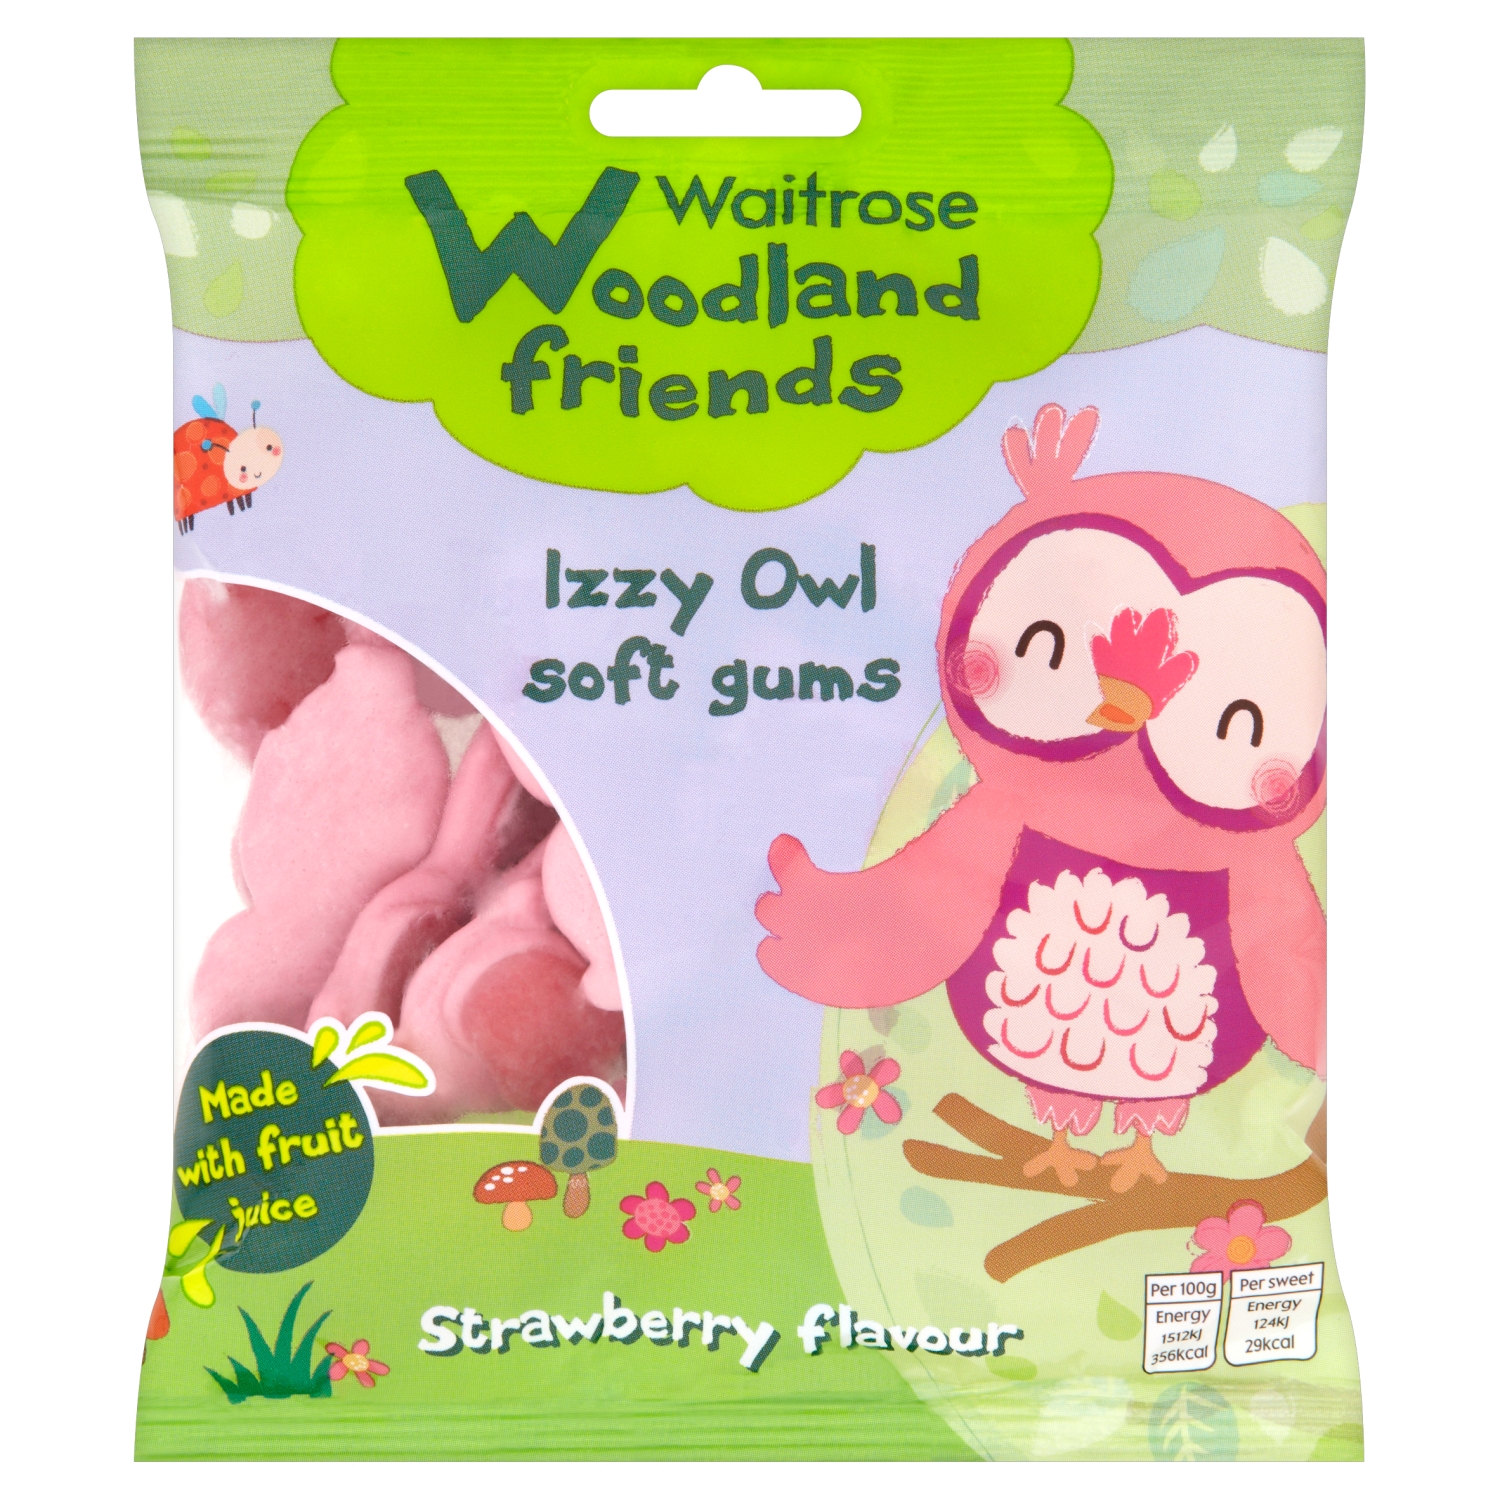 Waitrose
Woodland
friends
Izzy Owl
soft gums
Made
with fruit
juice
Strawberry flavour
Per 100g
Energy
1512kJ
356kcal
Per sweet
Energy
124kJ
29kcal